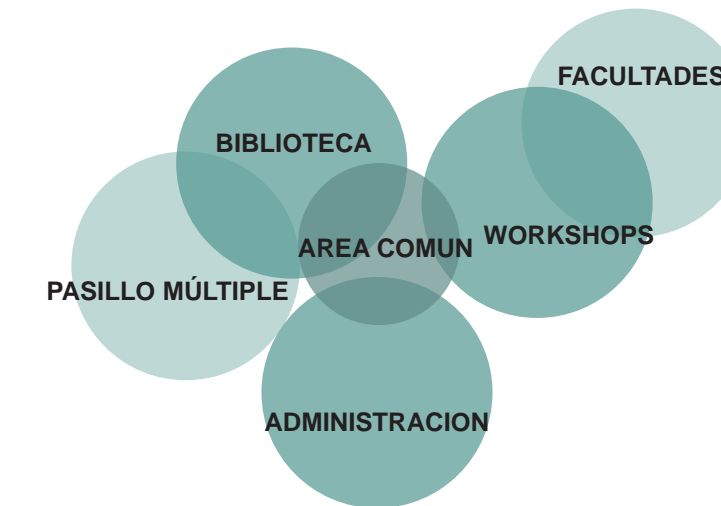 FACULTADES
BIBLIOTECA
WORKSHOPS
AREA COMUN
PASILLO MÚLTIPLE
ADMINISTRACION